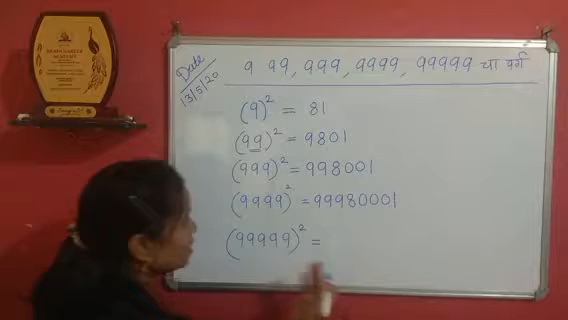 Date
13/5/20
9 99, 999, 9999, 99999 चा वर्ग
(9)² = 81
(99)² = 9801
(999)² = 998001
(9999)² = 99980001
(99999)² =